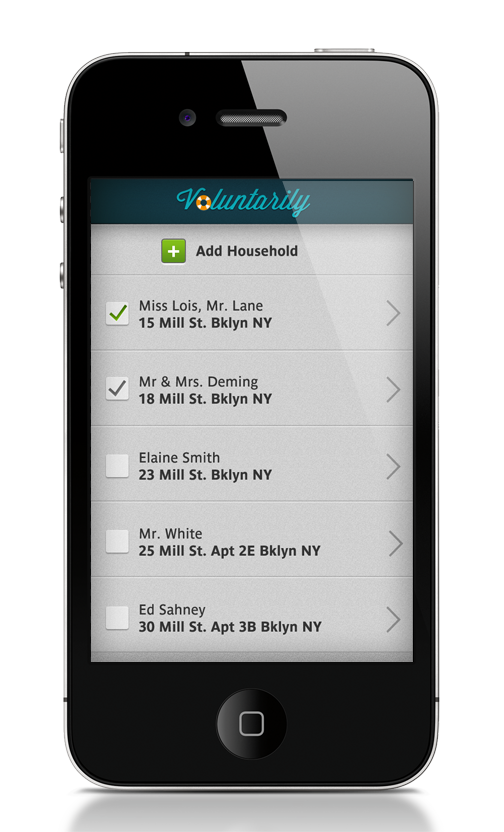 Voluntarily
Add Household
Miss Lois, Mr. Lane
15 Mill St. Bklyn NY
Mr & Mrs. Deming
18 Mill St. Bklyn NY
Elaine Smith
23 Mill St. Bklyn NY
Mr. White
25 Mill St. Apt 2E Bklyn NY
Ed Sahney
30 Mill St. Apt 3B Bklyn NY